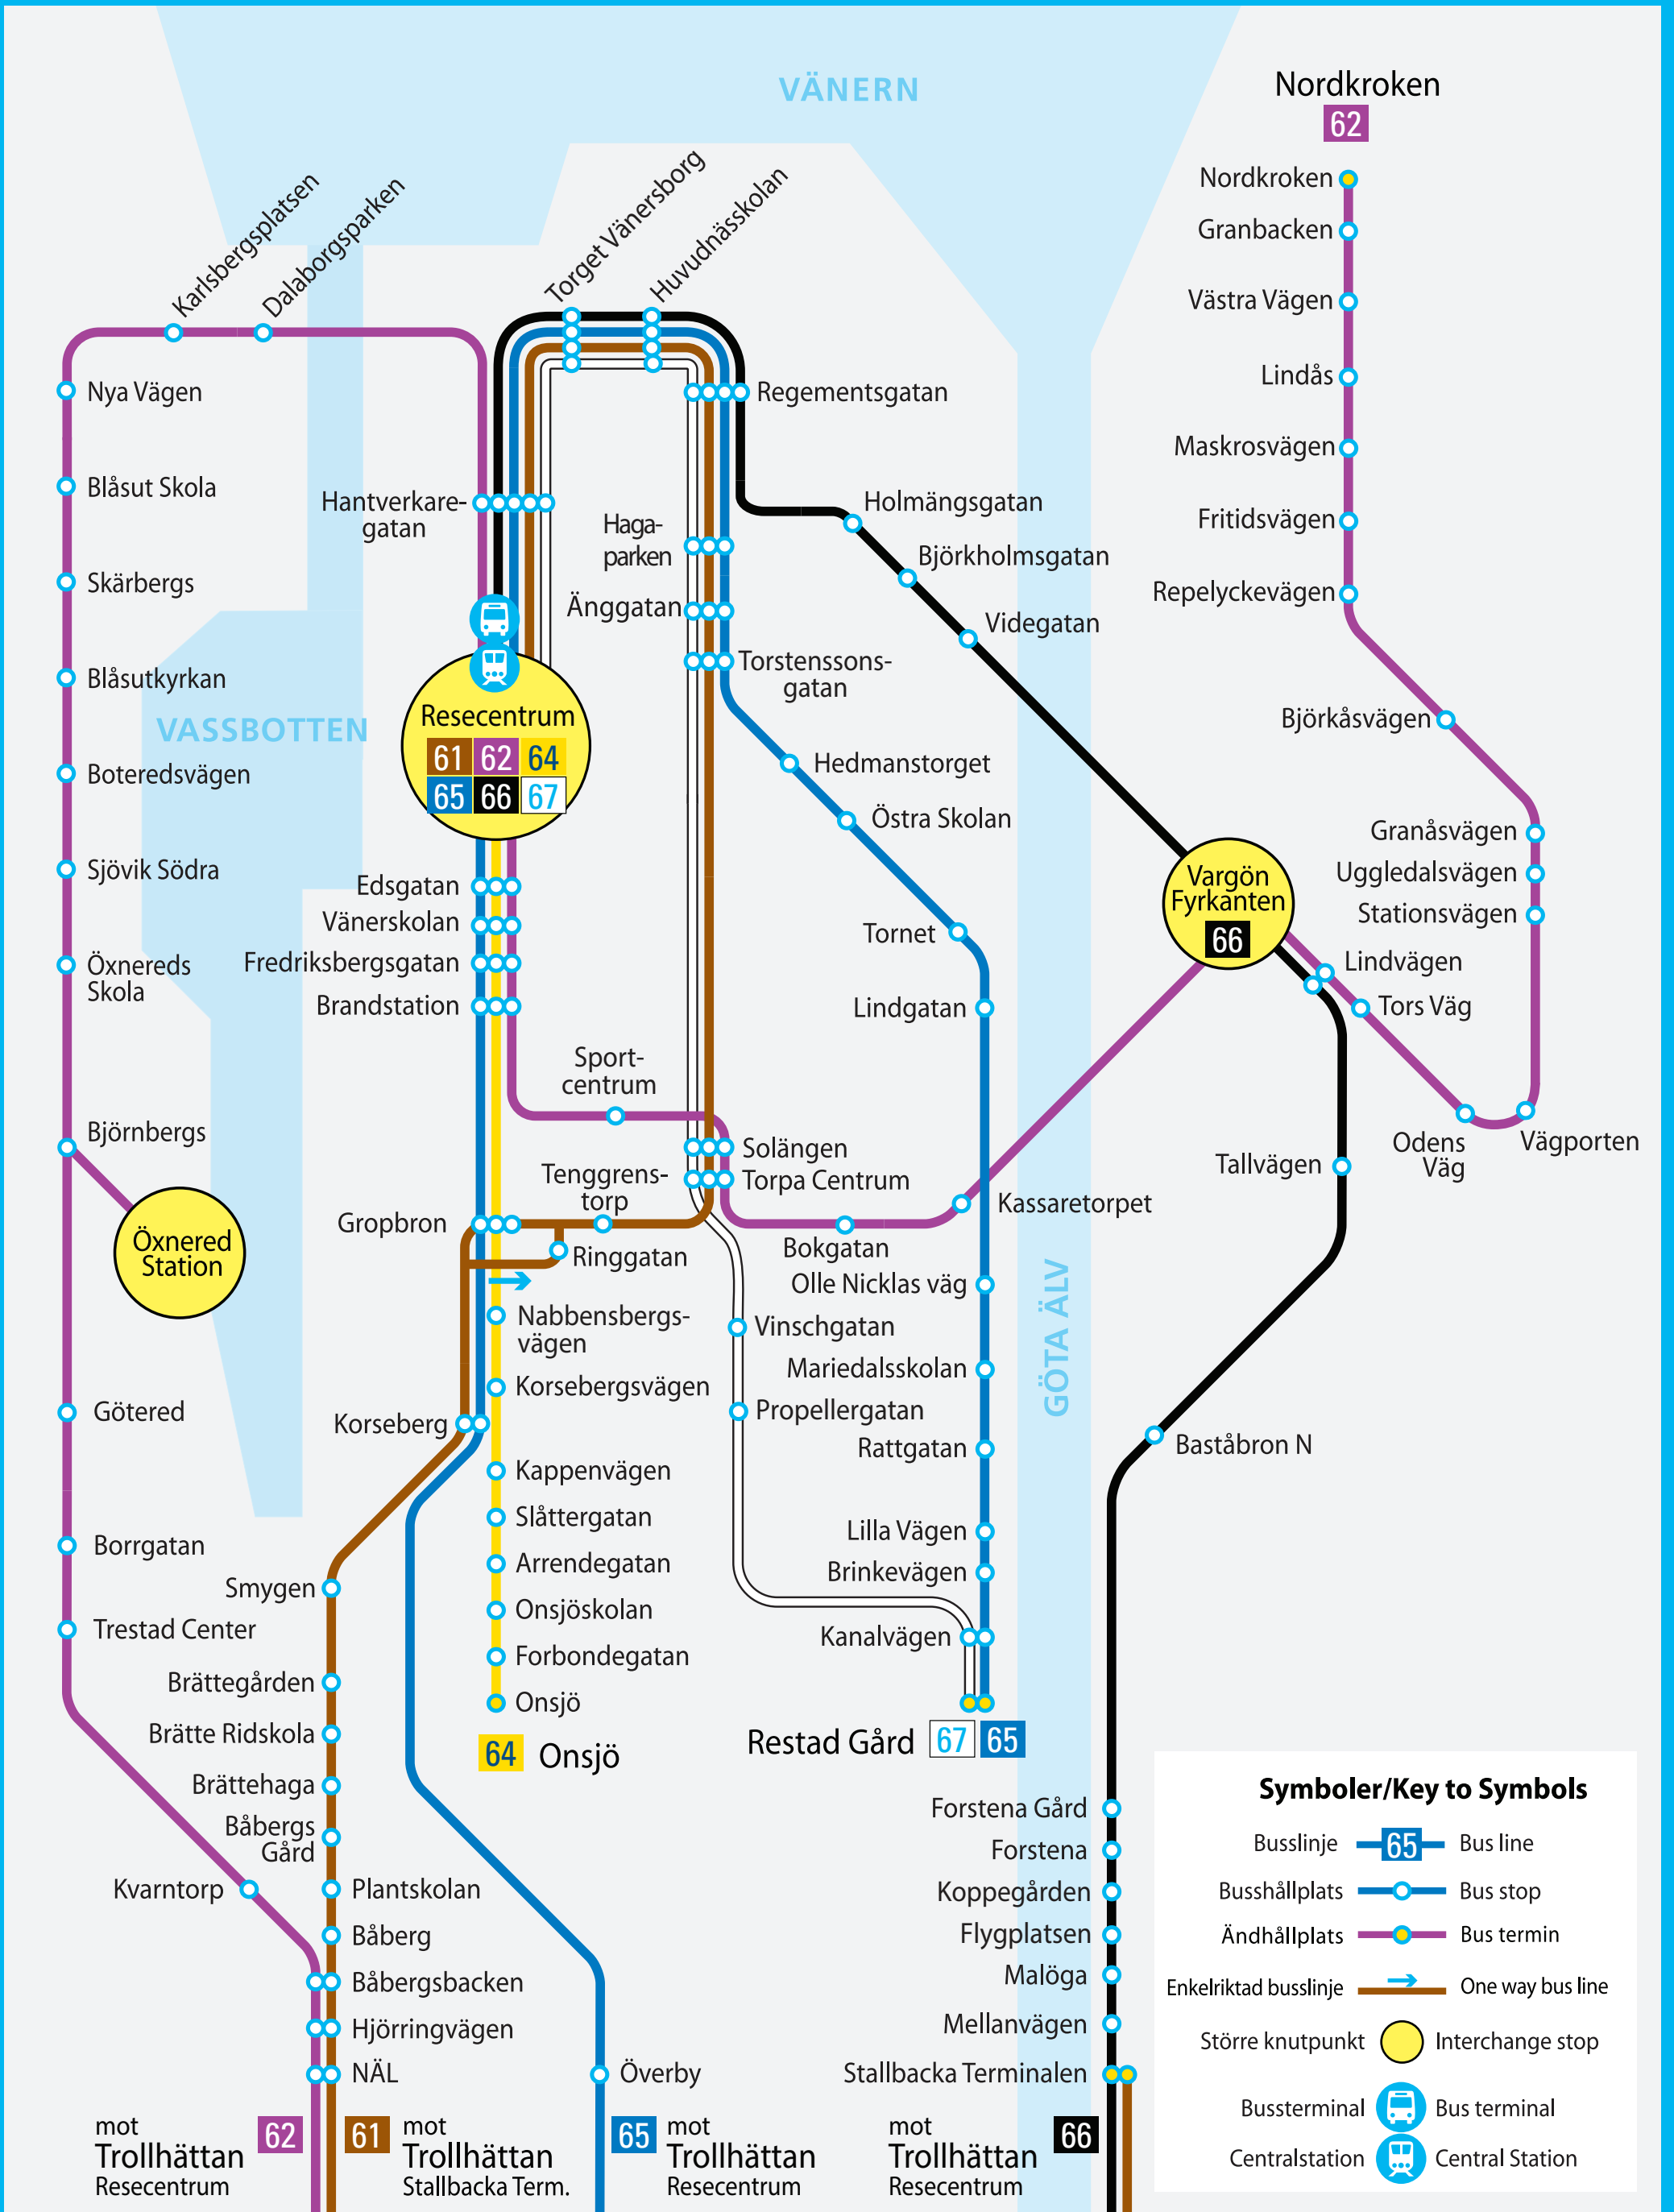 VÄNERN
Nordkroken
62
Nordkroken
Granbacken
Västra Vägen
Lindås
Maskrosvägen
Fritidsvägen
Repelyckevägen
Björkåsvägen
Granåsvägen
Uggledalsvägen
Stationsvägen
Lindvägen
Tors Väg
Odens
Väg
Vägporten
Karlsbergsplatsen
Dalaborgsparken
Torget Vänersborg
Huvudnässkolan
Nya Vägen
Blåsut Skola
Skärbergs
Blåsutkyrkan
Boteredsvägen
Sjövik Södra
Öxnereds
Skola
Björnbergs
Öxnered
Station
Götered
Borrgatan
Trestad Center
Kvarntorp
VASSBOTTEN
Hantverkare-
gatan
Regementsgatan
Haga-
parken
Änggatan
Torstenssons-
gatan
Holmängsgatan
Björkholmsgatan
Videgatan
Resecentrum
61 62 64
65 66 67
Hedmanstorget
Östra Skolan
Tornet
Lindgatan
Vargön
Fyrkanten
66
Edsgatan
Vänerskolan
Fredriksbergsgatan
Brandstation
Sport-
centrum
Solängen
Torpa Centrum
Tenggrens-
torp
Gropbron
Ringgatan
Bokgatan
Kassaretorpet
Tallvägen
GÖTA ÄLV
Nabbensbergs-
vägen
Korsebergsvägen
Korseberg
Kappenvägen
Slåttergatan
Arrendegatan
Onsjöskolan
Forbondegatan
Onsjö
64 Onsjö
Vinschgatan
Propellergatan
Olle Nicklas väg
Mariedalsskolan
Rattgatan
Lilla Vägen
Brinkevägen
Kanalvägen
Restad Gård 67 65
Baståbron N
Smygen
Brättegården
Brätte Ridskola
Brättehaga
Båbergs
Gård
Plantskolan
Båberg
Båbergsbacken
Hjörringvägen
NÄL
Överby
Forstena Gård
Forstena
Koppegården
Flygplatsen
Malöga
Mellanvägen
Stallbacka Terminalen
mot
Trollhättan
Resecentrum
62
61
mot
Trollhättan
Stallbacka Term.
65
mot
Trollhättan
Resecentrum
mot
Trollhättan
Resecentrum
66
Symboler/Key to Symbols
Busslinje 65 Bus line
Busshållplats Bus stop
Ändhållplats Bus termin
Enkelriktad busslinje One way bus line
Större knutpunkt Interchange stop
Bussterminal Bus terminal
Centralstation Central Station